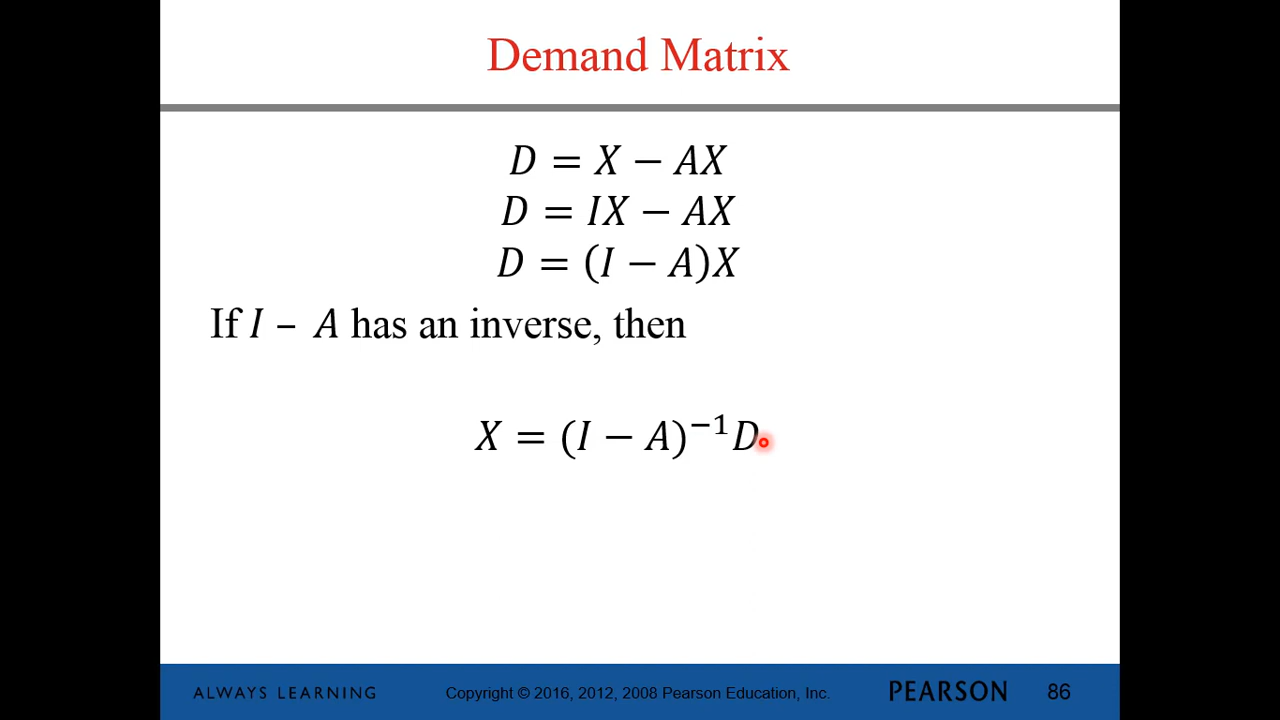 Demand Matrix
D = X − AX
D = IX − AX
D = (I − A)X
If I – A has an inverse, then
X = (I − A)⁻¹D
ALWAYS LEARNING
Copyright © 2016, 2012, 2008 Pearson Education, Inc.
PEARSON
86